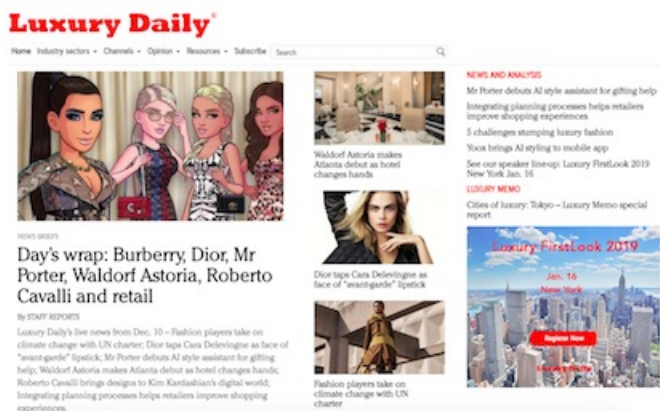 Luxury Daily®
Home Industry sectors Channels Opinion Resources Subscribe Search
NEWS BRIEFS
Day's wrap: Burberry, Dior, Mr
Porter, Waldorf Astoria, Roberto
Cavalli and retail
By STAFF REPORTS
Luxury Daily's live news from Dec. 10 – Fashion players take on
climate change with UN charter; Dior taps Cara Delevingne as face of
"avant-garde" lipstick; Mr Porter debuts AI style assistant for gifting
help; Waldorf Astoria makes Atlanta debut as hotel changes hands;
Roberto Cavalli brings designs to Kim Kardashian's digital world;
Integrating planning processes helps retailers improve shopping
experiences.
Waldorf Astoria makes
Atlanta debut as hotel
changes hands
Dior taps Cara Delevingne as
face of "avant-garde" lipstick
Fashion players take on
climate change with UN
charter
NEWS AND ANALYSIS
Mr Porter debuts AI style assistant for gifting help
Integrating planning processes helps retailers
improve shopping experiences
5 challenges stumping luxury fashion
Yoox brings AI styling to mobile app
See our speaker line-up: Luxury FirstLook 2019
New York Jan. 16
LUXURY MEMO
Cities of luxury: Tokyo – Luxury Memo special
report
Luxury FirstLook 2019
Jan. 16
New York
Register Now
Luxury Daily